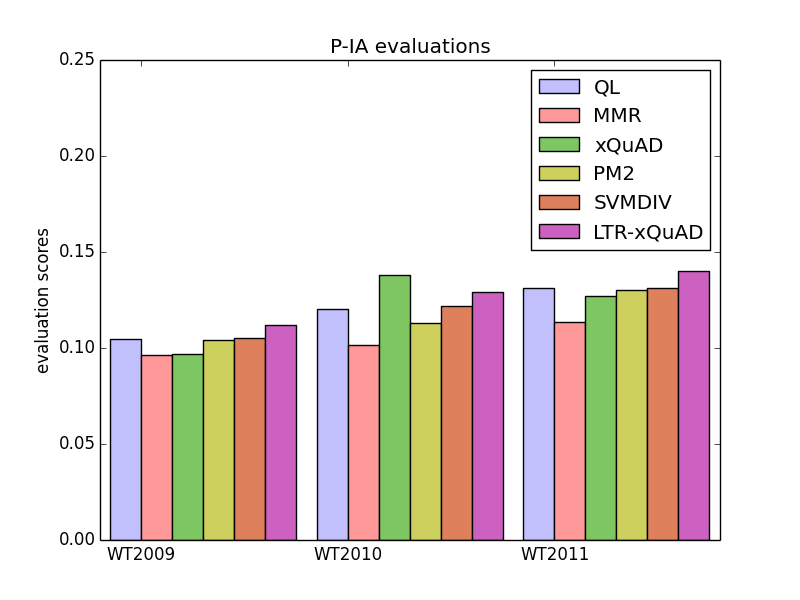 P-IA evaluations
0.25
0.20
0.15
0.10
0.05
0.00
evaluation scores
QL
MMR
xQuAD
PM2
SVMDIV
LTR-xQuAD
WT2009
WT2010
WT2011